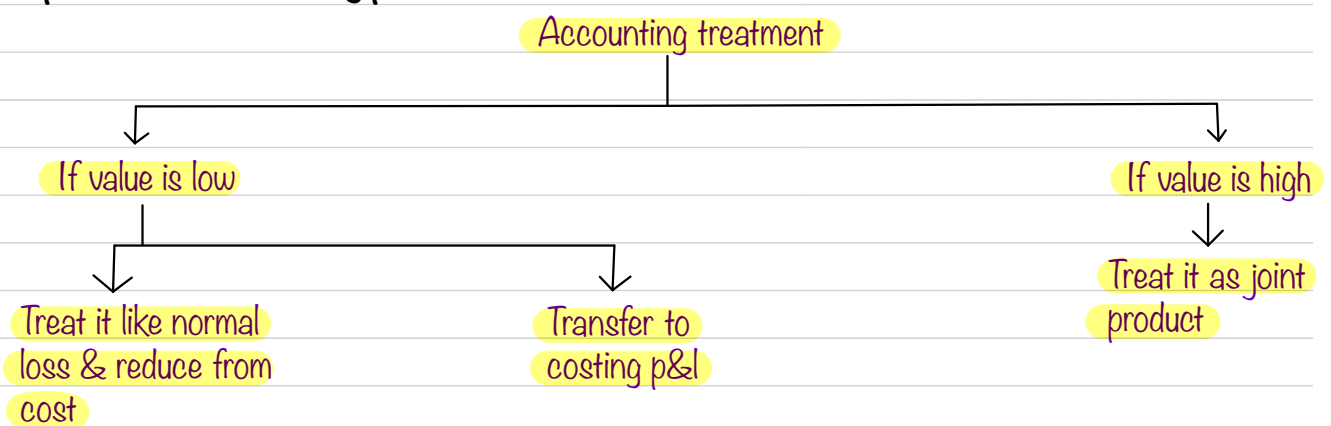 Accounting treatment
If value is low
If value is high
Treat it like normal
loss & reduce from
cost
Transfer to
costing p&l
Treat it as joint
product